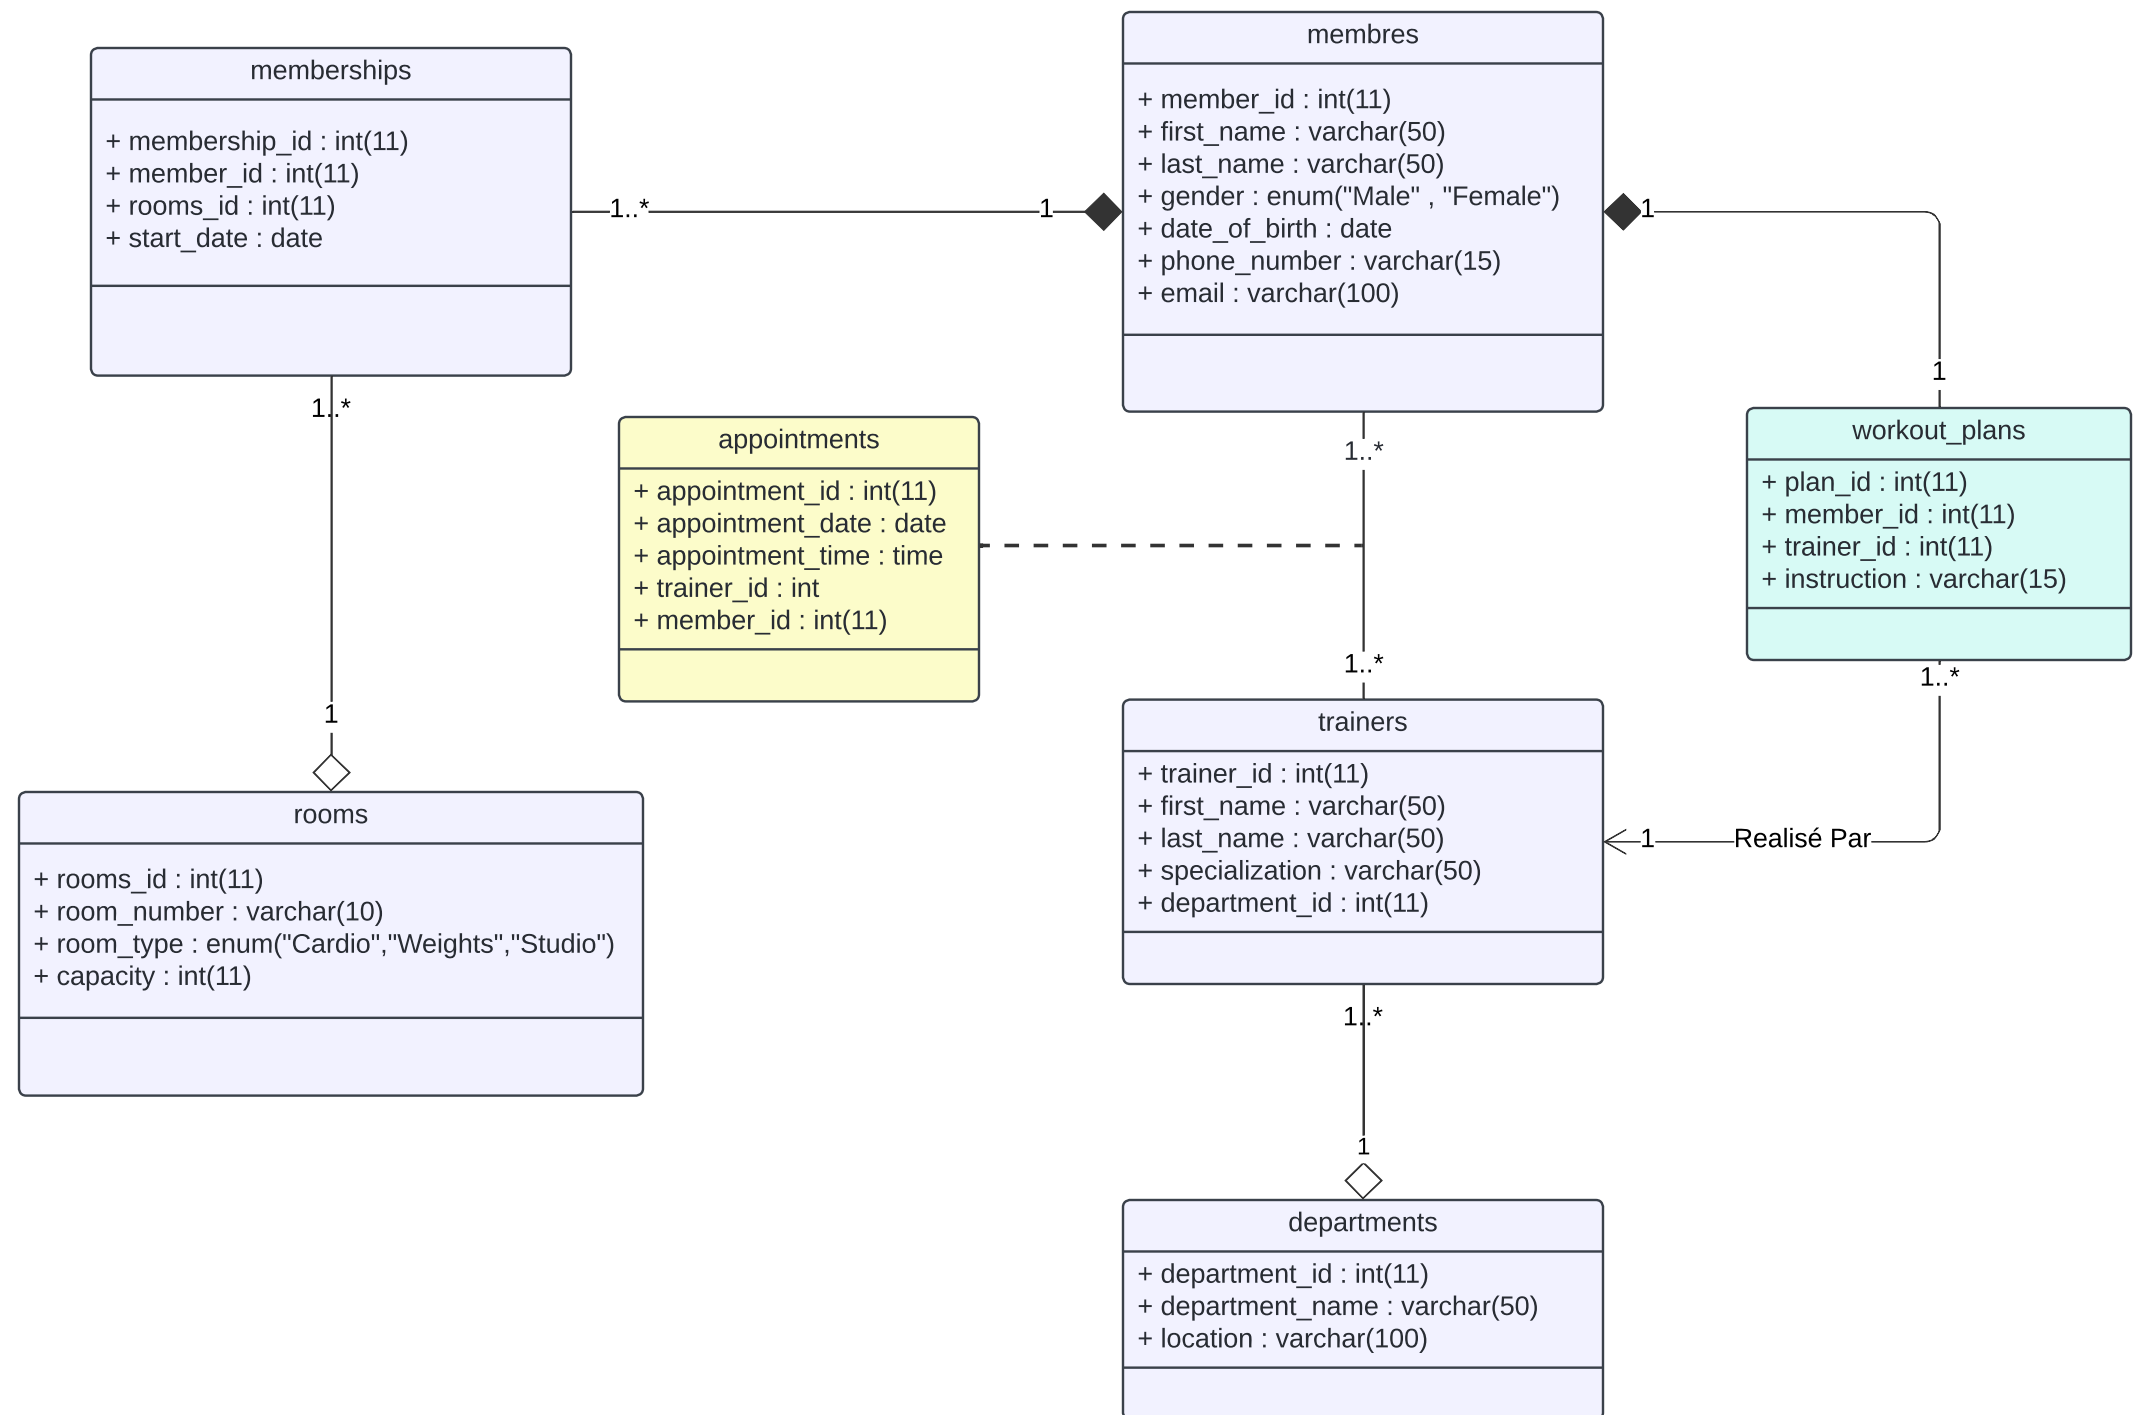 memberships
+ membership_id : int(11)
+ member_id : int(11)
+ rooms_id : int(11)
+ start_date : date
1..*
1
membres
+ member_id : int(11)
+ first_name : varchar(50)
+ last_name : varchar(50)
+ gender : enum("Male" , "Female")
+ date_of_birth : date
+ phone_number : varchar(15)
+ email : varchar(100)
1
1
1..*
1
appointments
+ appointment_id : int(11)
+ appointment_date : date
+ appointment_time : time
+ trainer_id : int
+ member_id : int(11)
1..*
1..*
workout_plans
+ plan_id : int(11)
+ member_id : int(11)
+ trainer_id : int(11)
+ instruction : varchar(15)
1..*
1
Realisé Par
rooms
+ rooms_id : int(11)
+ room_number : varchar(10)
+ room_type : enum("Cardio","Weights","Studio")
+ capacity : int(11)
trainers
+ trainer_id : int(11)
+ first_name : varchar(50)
+ last_name : varchar(50)
+ specialization : varchar(50)
+ department_id : int(11)
1..*
1
departments
+ department_id : int(11)
+ department_name : varchar(50)
+ location : varchar(100)